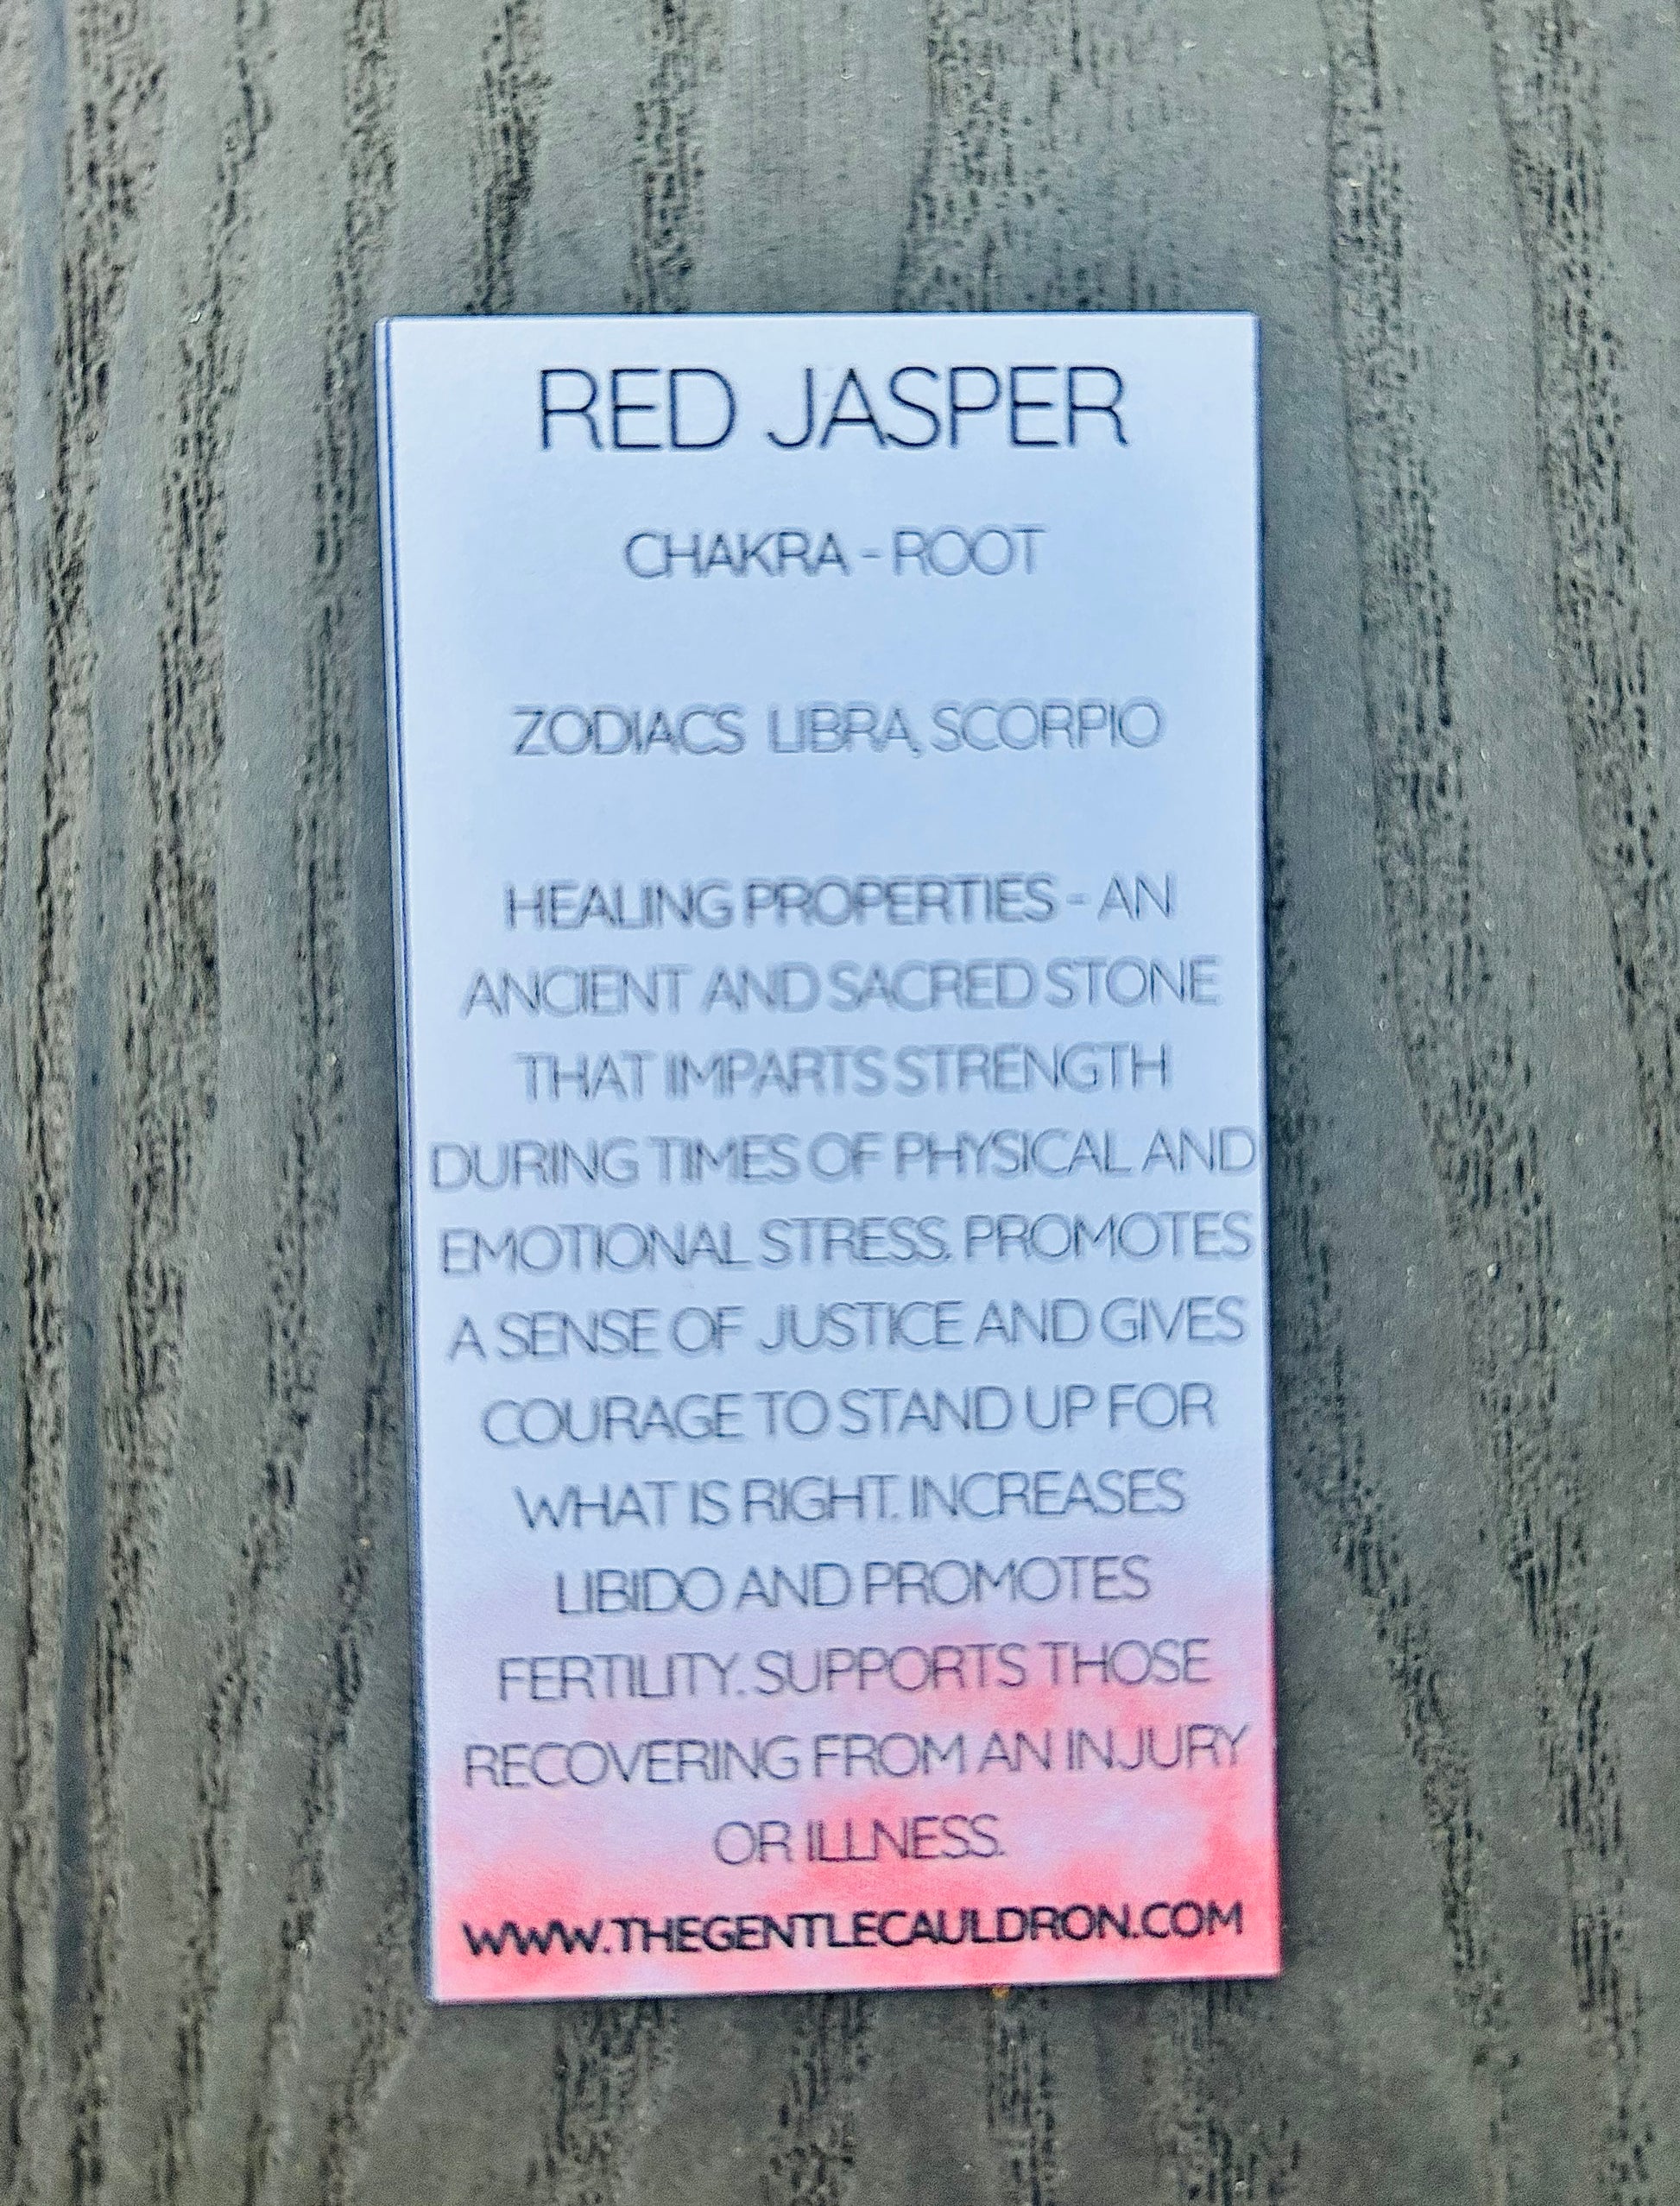 RED JASPER
CHAKRA - ROOT
ZODIACS LIBRA, SCORPIO
HEALING PROPERTIES - AN
ANCIENT AND SACRED STONE
THAT IMPARTS STRENGTH
DURING TIMES OF PHYSICAL AND
EMOTIONAL STRESS. PROMOTES
A SENSE OF JUSTICE AND GIVES
COURAGE TO STAND UP FOR
WHAT IS RIGHT. INCREASES
LIBIDO AND PROMOTES
FERTILITY. SUPPORTS THOSE
RECOVERING FROM AN INJURY
OR ILLNESS.
WWW.THEGENTLECAULDRON.COM